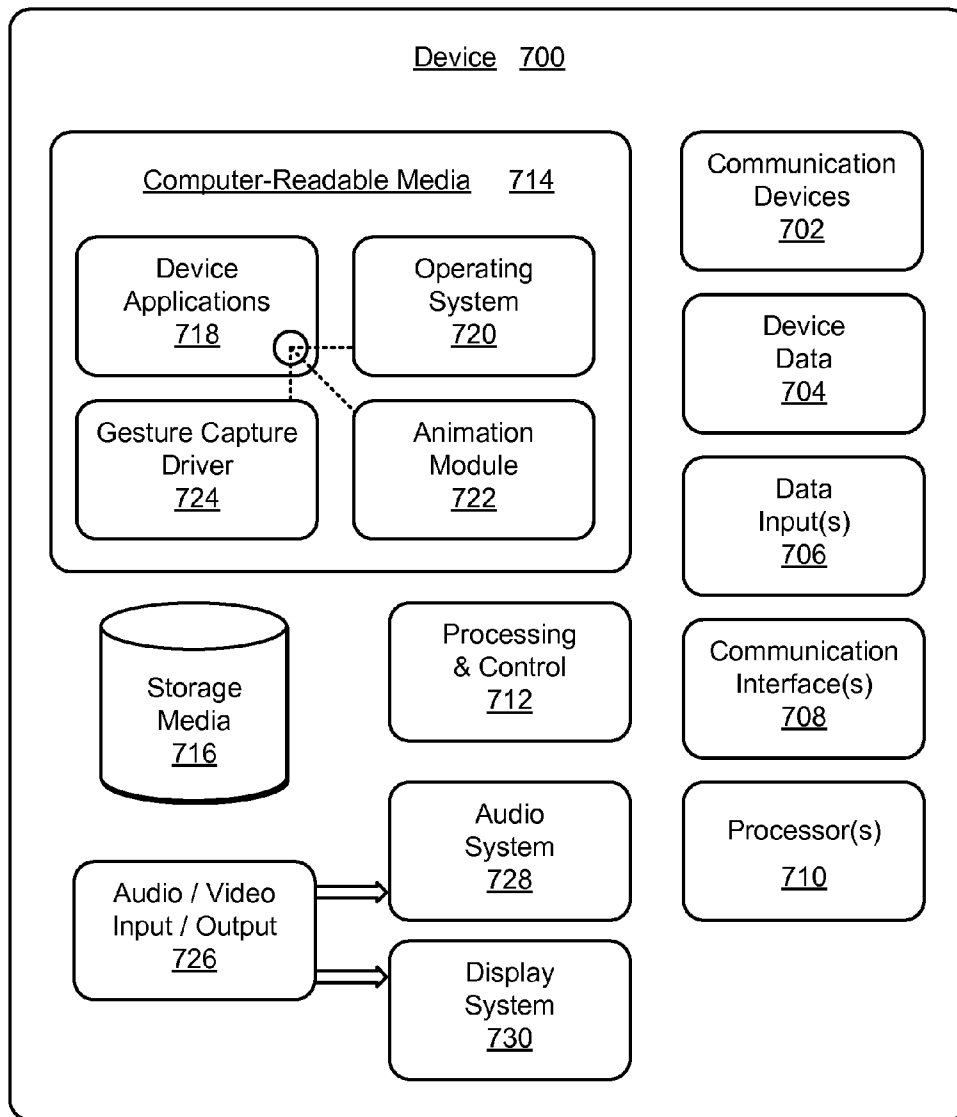 Device 700
Computer-Readable Media 714
Device
Applications
718
Operating
System
720
Gesture Capture
Driver
724
Animation
Module
722
Communication
Devices
702
Device
Data
704
Data
Input(s)
706
Communication
Interface(s)
708
Processor(s)
710
Storage
Media
716
Processing
& Control
712
Audio / Video
Input / Output
726
Audio
System
728
Display
System
730